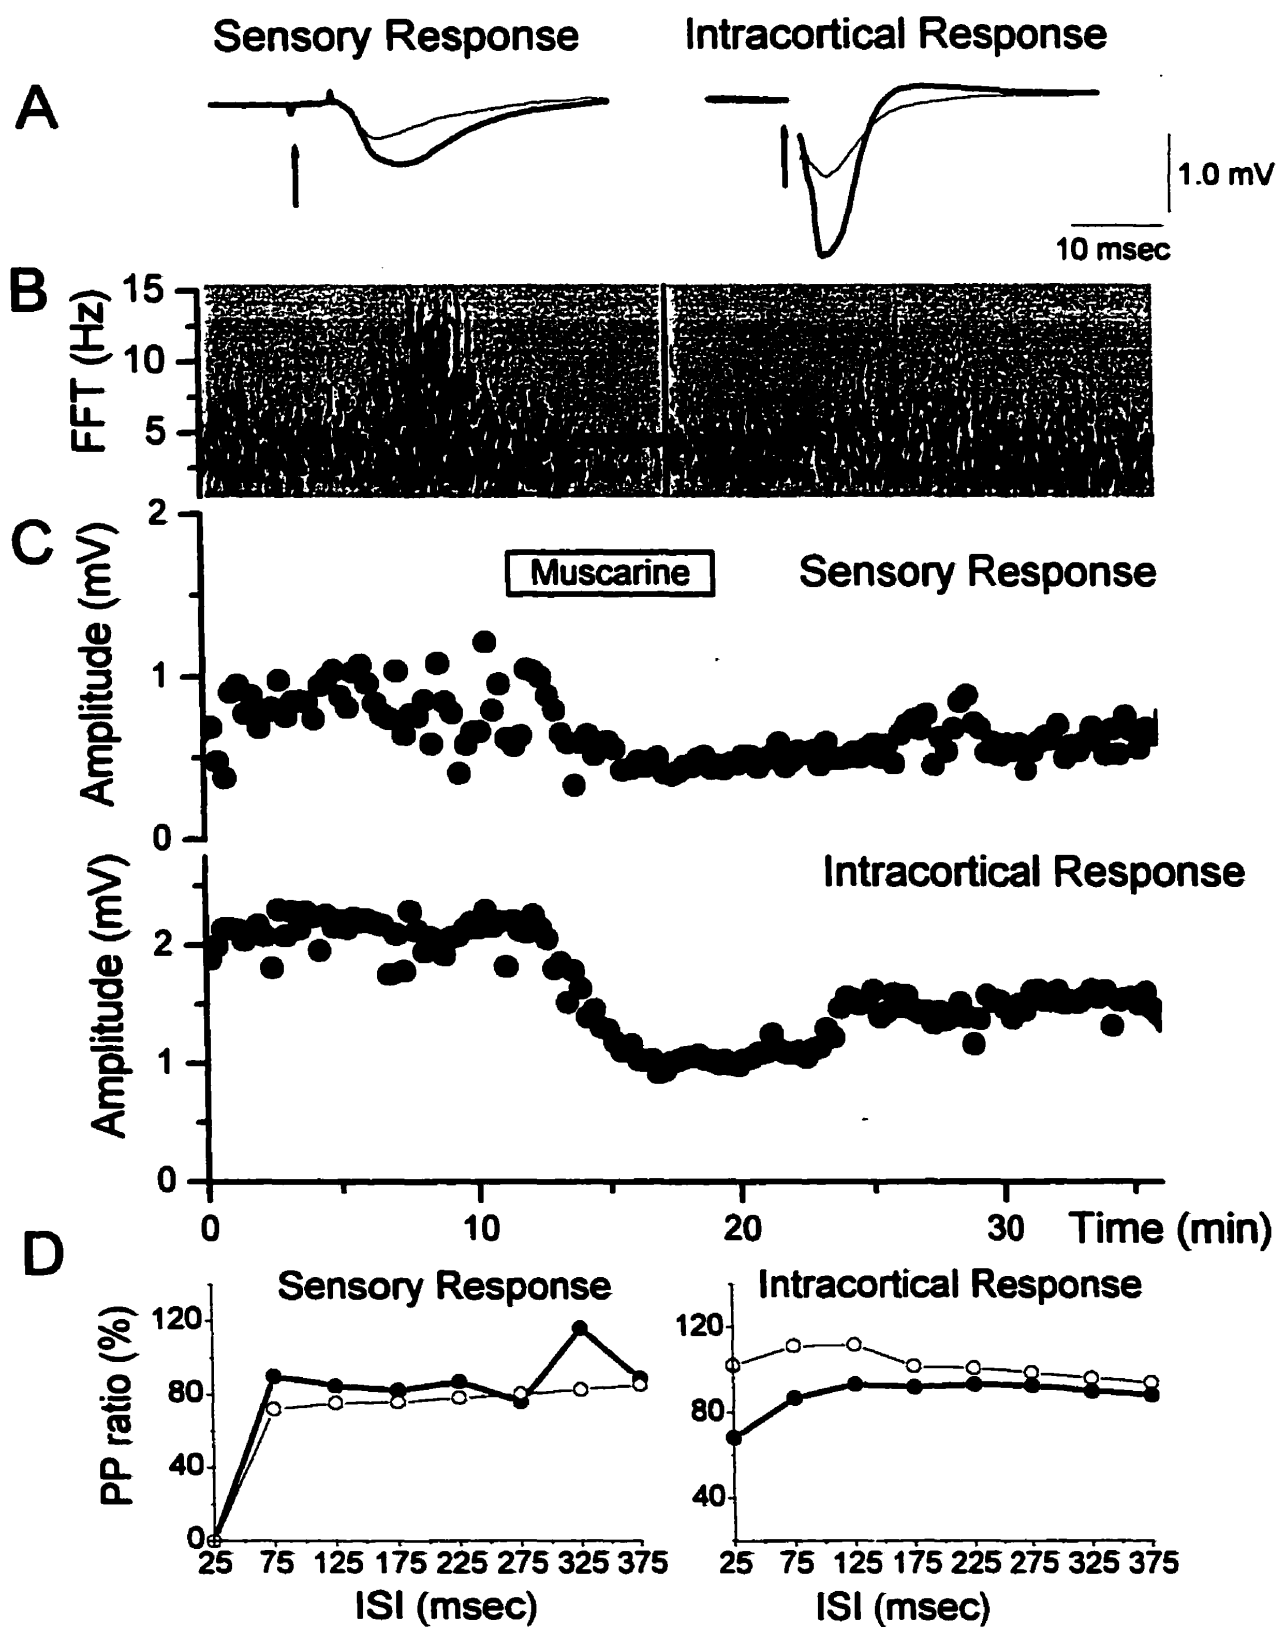 Sensory Response Intracortical Response
A
1.0 mV
10 msec
B
FFT (Hz)
15
10
5
C
Amplitude (mV)
2
1
0
Muscarine
Sensory Response
Intracortical Response
Amplitude (mV)
2
1
0
0 10 20 30 Time (min)
D
Sensory Response
PP ratio (%)
120
80
40
0
25 75 125 175 225 275 325 375
ISI (msec)
Intracortical Response
120
80
40
25 75 125 175 225 275 325 375
ISI (msec)